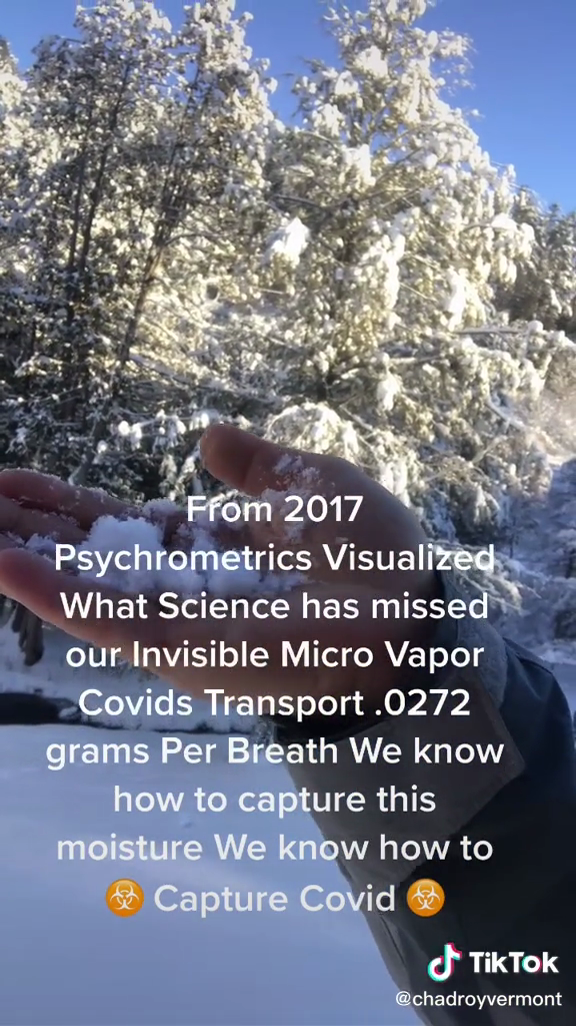 From 2017
Psychrometrics Visualized
What Science has missed
our Invisible Micro Vapor
Covids Transport .0272
grams Per Breath We know
how to capture this
moisture We know how to
☣ Capture Covid ☣
TikTok
@chadroyvermont